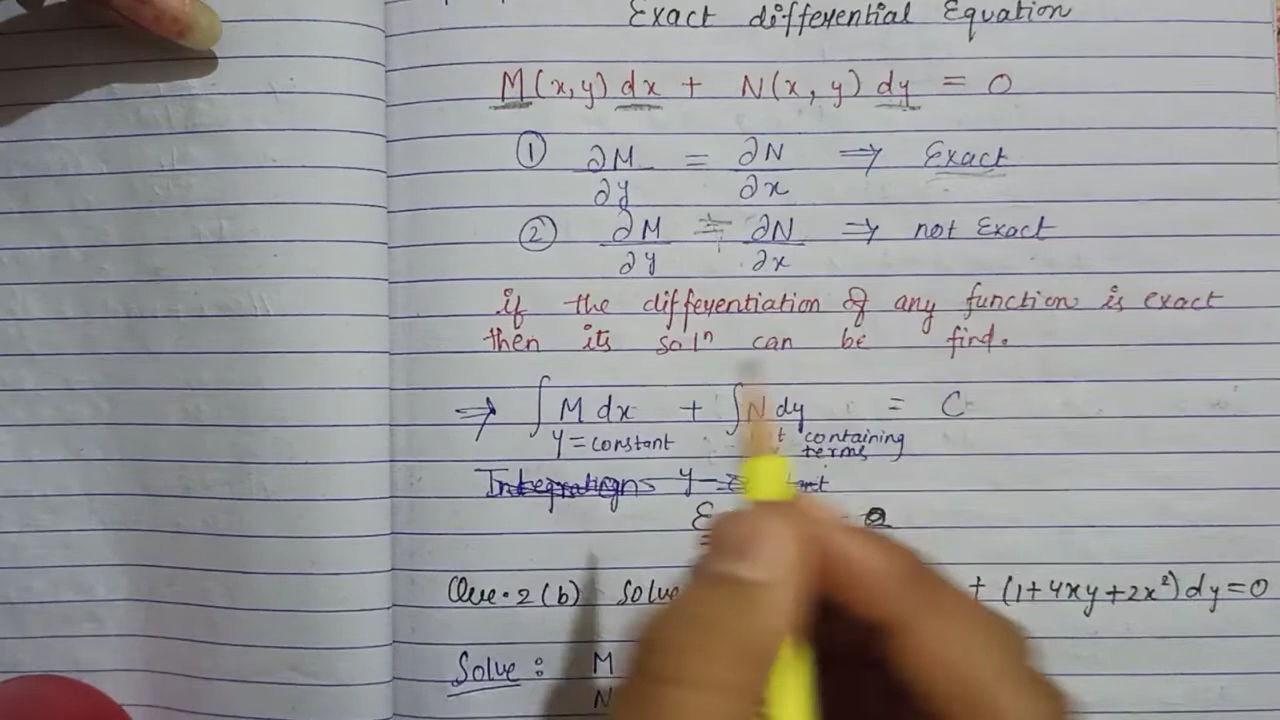 Exact differential Equation
M(x,y) dx + N(x,y) dy = 0
① ∂M/∂y = ∂N/∂x ⇒ Exact
② ∂M/∂y ≠ ∂N/∂x ⇒ not Exact
if the differentiation of any function is exact
then its solⁿ can be find.
⇒ ∫M dx + ∫N dy = C
y = constant containing
terms
Que. 2 (b) Solve + (1+4xy+2x²)dy=0
Solve : M
N